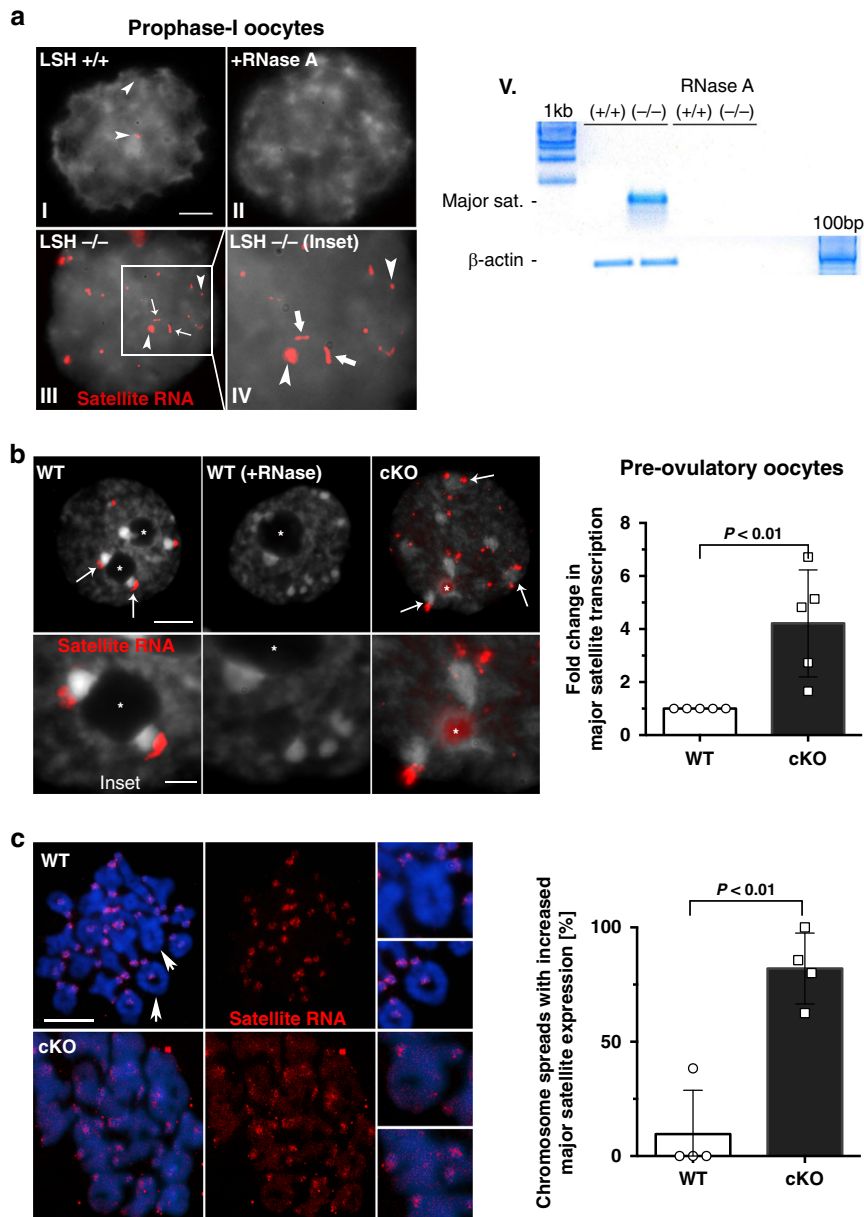 a
Prophase-I oocytes
LSH +/+
+RNase A
I
II
LSH –/–
LSH –/– (Inset)
III
Satellite RNA
IV
V.
RNase A
1kb
(+/+) (–/–) (+/+) (–/–)
Major sat. -
100bp
β-actin -
b
WT
WT (+RNase)
cKO
*
*
*
*
Satellite RNA
*
*
*
Inset
Pre-ovulatory oocytes
Fold change in
major satellite transcription
P < 0.01
8
6
4
2
1
0
WT
cKO
c
WT
Satellite RNA
cKO
Chromosome spreads with increased
major satellite expression [%]
P < 0.01
100
50
0
WT
cKO